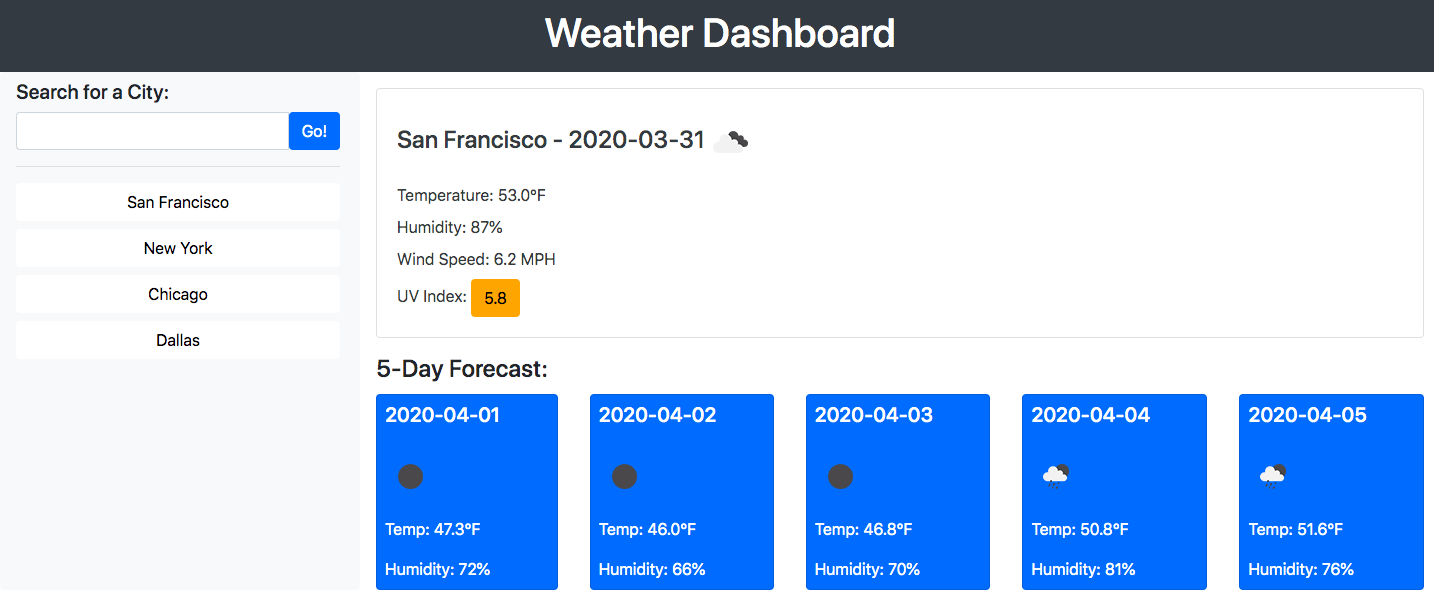 Weather Dashboard
Search for a City:
Go!
San Francisco
New York
Chicago
Dallas
San Francisco - 2020-03-31
Temperature: 53.0°F
Humidity: 87%
Wind Speed: 6.2 MPH
UV Index: 5.8
5-Day Forecast:
2020-04-01
Temp: 47.3°F
Humidity: 72%
2020-04-02
Temp: 46.0°F
Humidity: 66%
2020-04-03
Temp: 46.8°F
Humidity: 70%
2020-04-04
Temp: 50.8°F
Humidity: 81%
2020-04-05
Temp: 51.6°F
Humidity: 76%